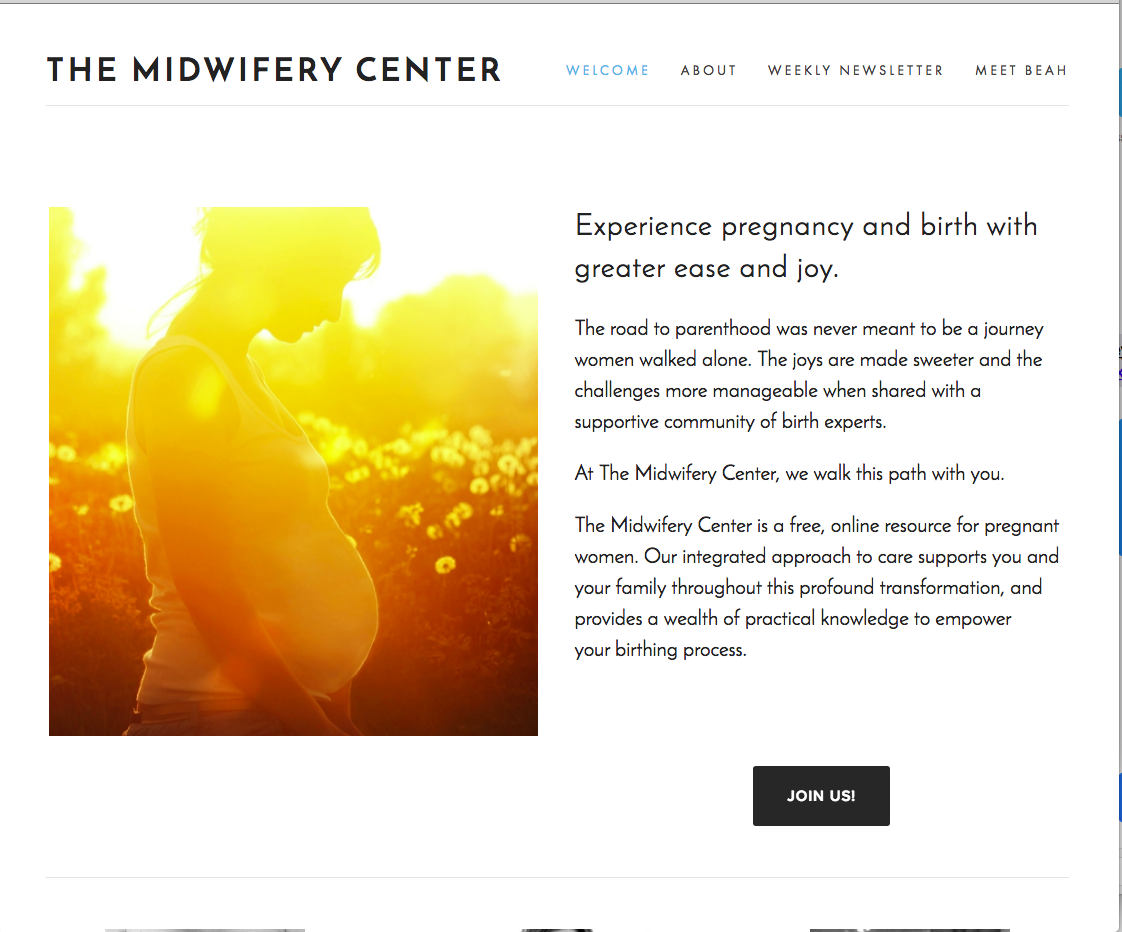 THE MIDWIFERY CENTER
WELCOME ABOUT WEEKLY NEWSLETTER MEET BEAH
Experience pregnancy and birth with
greater ease and joy.
The road to parenthood was never meant to be a journey
women walked alone. The joys are made sweeter and the
challenges more manageable when shared with a
supportive community of birth experts.
At The Midwifery Center, we walk this path with you.
The Midwifery Center is a free, online resource for pregnant
women. Our integrated approach to care supports you and
your family throughout this profound transformation, and
provides a wealth of practical knowledge to empower
your birthing process.
JOIN US!